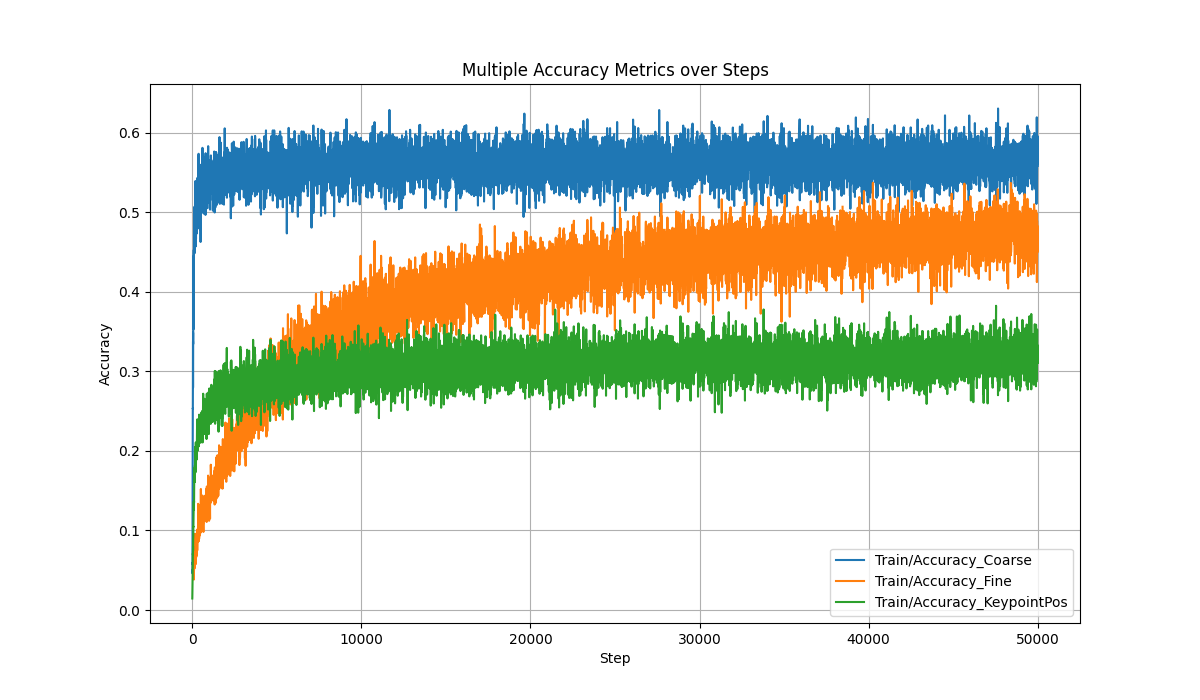 Multiple Accuracy Metrics over Steps
Accuracy
0.6
0.5
0.4
0.3
0.2
0.1
0.0
Train/Accuracy_Coarse
Train/Accuracy_Fine
Train/Accuracy_KeypointPos
0
10000
20000
30000
40000
50000
Step